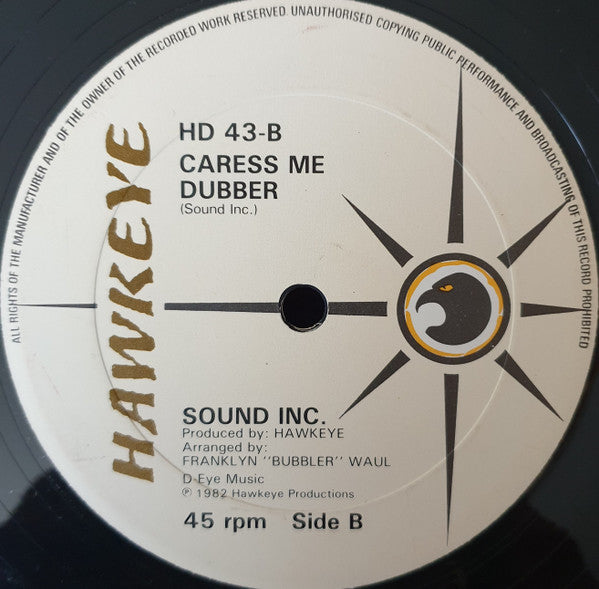 ALL RIGHTS OF THE MANUFACTURER AND OF THE OWNER OF THE RECORDED WORK RESERVED. UNAUTHORISED COPYING PUBLIC PERFORMANCE AND BROADCASTING OF THIS RECORD PROHIBITED
HAWKEYE
HD 43-B
CARESS ME
DUBBER
(Sound Inc.)
SOUND INC.
Produced by: HAWKEYE
Arranged by:
FRANKLYN "BUBBLER" WAUL
D-Eye Music
℗ 1982 Hawkeye Productions
45 rpm Side B